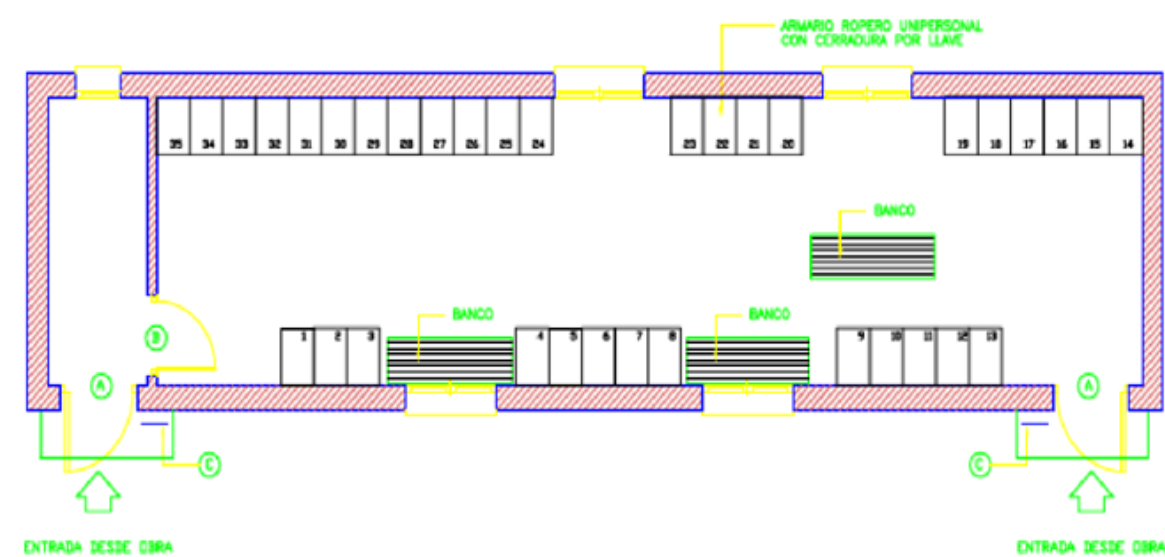 ARMARIO ROPERO UNIPERSONAL
CON CERRADURA POR LLAVE
35 34 33 32 31 30 29 28 27 26 25 24 23 22 21 20 19 18 17 16 15 14
BANCO
BANCO
BANCO
1 2 3 4 5 6 7 8 9 10 11 12 13
B
A
A
C
C
ENTRADA DESDE OBRA
ENTRADA DESDE OBRA